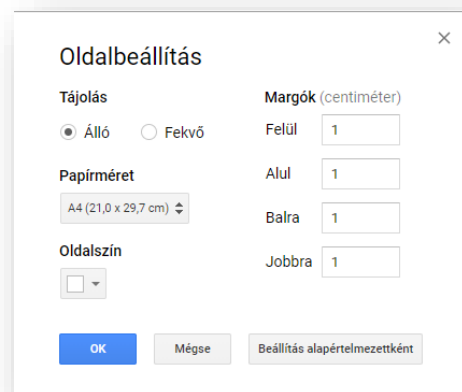 Oldalbeállítás
Tájolás
Álló Fekvő
Papírméret
A4 (21,0 x 29,7 cm)
Oldalszín
Margók (centiméter)
Felül 1
Alul 1
Balra 1
Jobbra 1
OK Mégse Beállítás alapértelmezettként